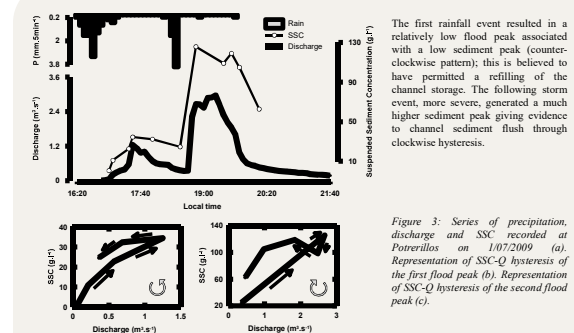 0.2
2
3.8
P (mm,5min⁻¹)
Rain
SSC
Discharge
3.6
2.4
1.2
0
Discharge (m³.s⁻¹)
130
90
50
10
Suspended Sediment Concentration (g.l⁻¹)
16:20 17:40 19:00 20:20 21:40
Local time
The first rainfall event resulted in a
relatively low flood peak associated
with a low sediment peak (counter-
clockwise pattern); this is believed to
have permitted a refilling of the
channel storage. The following storm
event, more severe, generated a much
higher sediment peak giving evidence
to channel sediment flush through
clockwise hysteresis.
40
30
20
10
0
SSC (g.l⁻¹)
0 0.5 1 1.5
Discharge (m³.s⁻¹)
140
100
60
20
SSC (g.l⁻¹)
0 1 2 3
Discharge (m³.s⁻¹)
Figure 3: Series of precipitation,
discharge and SSC recorded at
Potrerillos on 1/07/2009 (a).
Representation of SSC-Q hysteresis of
the first flood peak (b). Representation
of SSC-Q hysteresis of the second flood
peak (c).